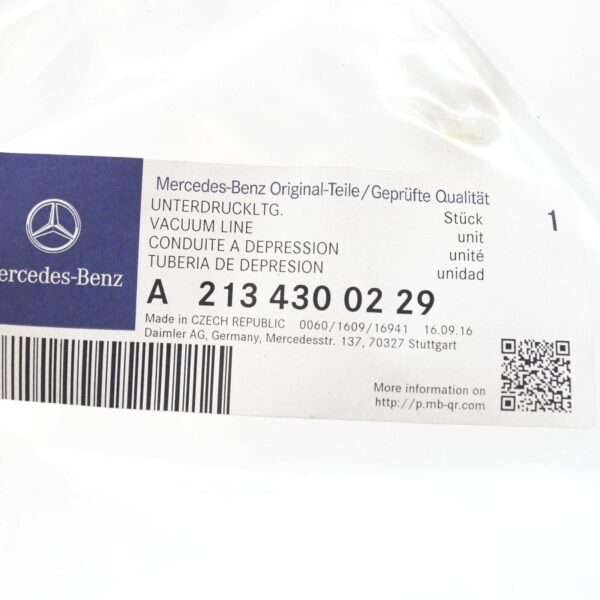 Mercedes-Benz Original-Teile/Geprüfte Qualität
UNTERDRUCKLTG. Stück 1
VACUUM LINE unit
CONDUITE A DEPRESSION unité
TUBERIA DE DEPRESION unidad
ercedes-Benz
A 213 430 02 29
Made in CZECH REPUBLIC 0060/1609/16941 16.09.16
Daimler AG, Germany, Mercedesstr. 137, 70327 Stuttgart
More information on
http://p.mb-qr.com